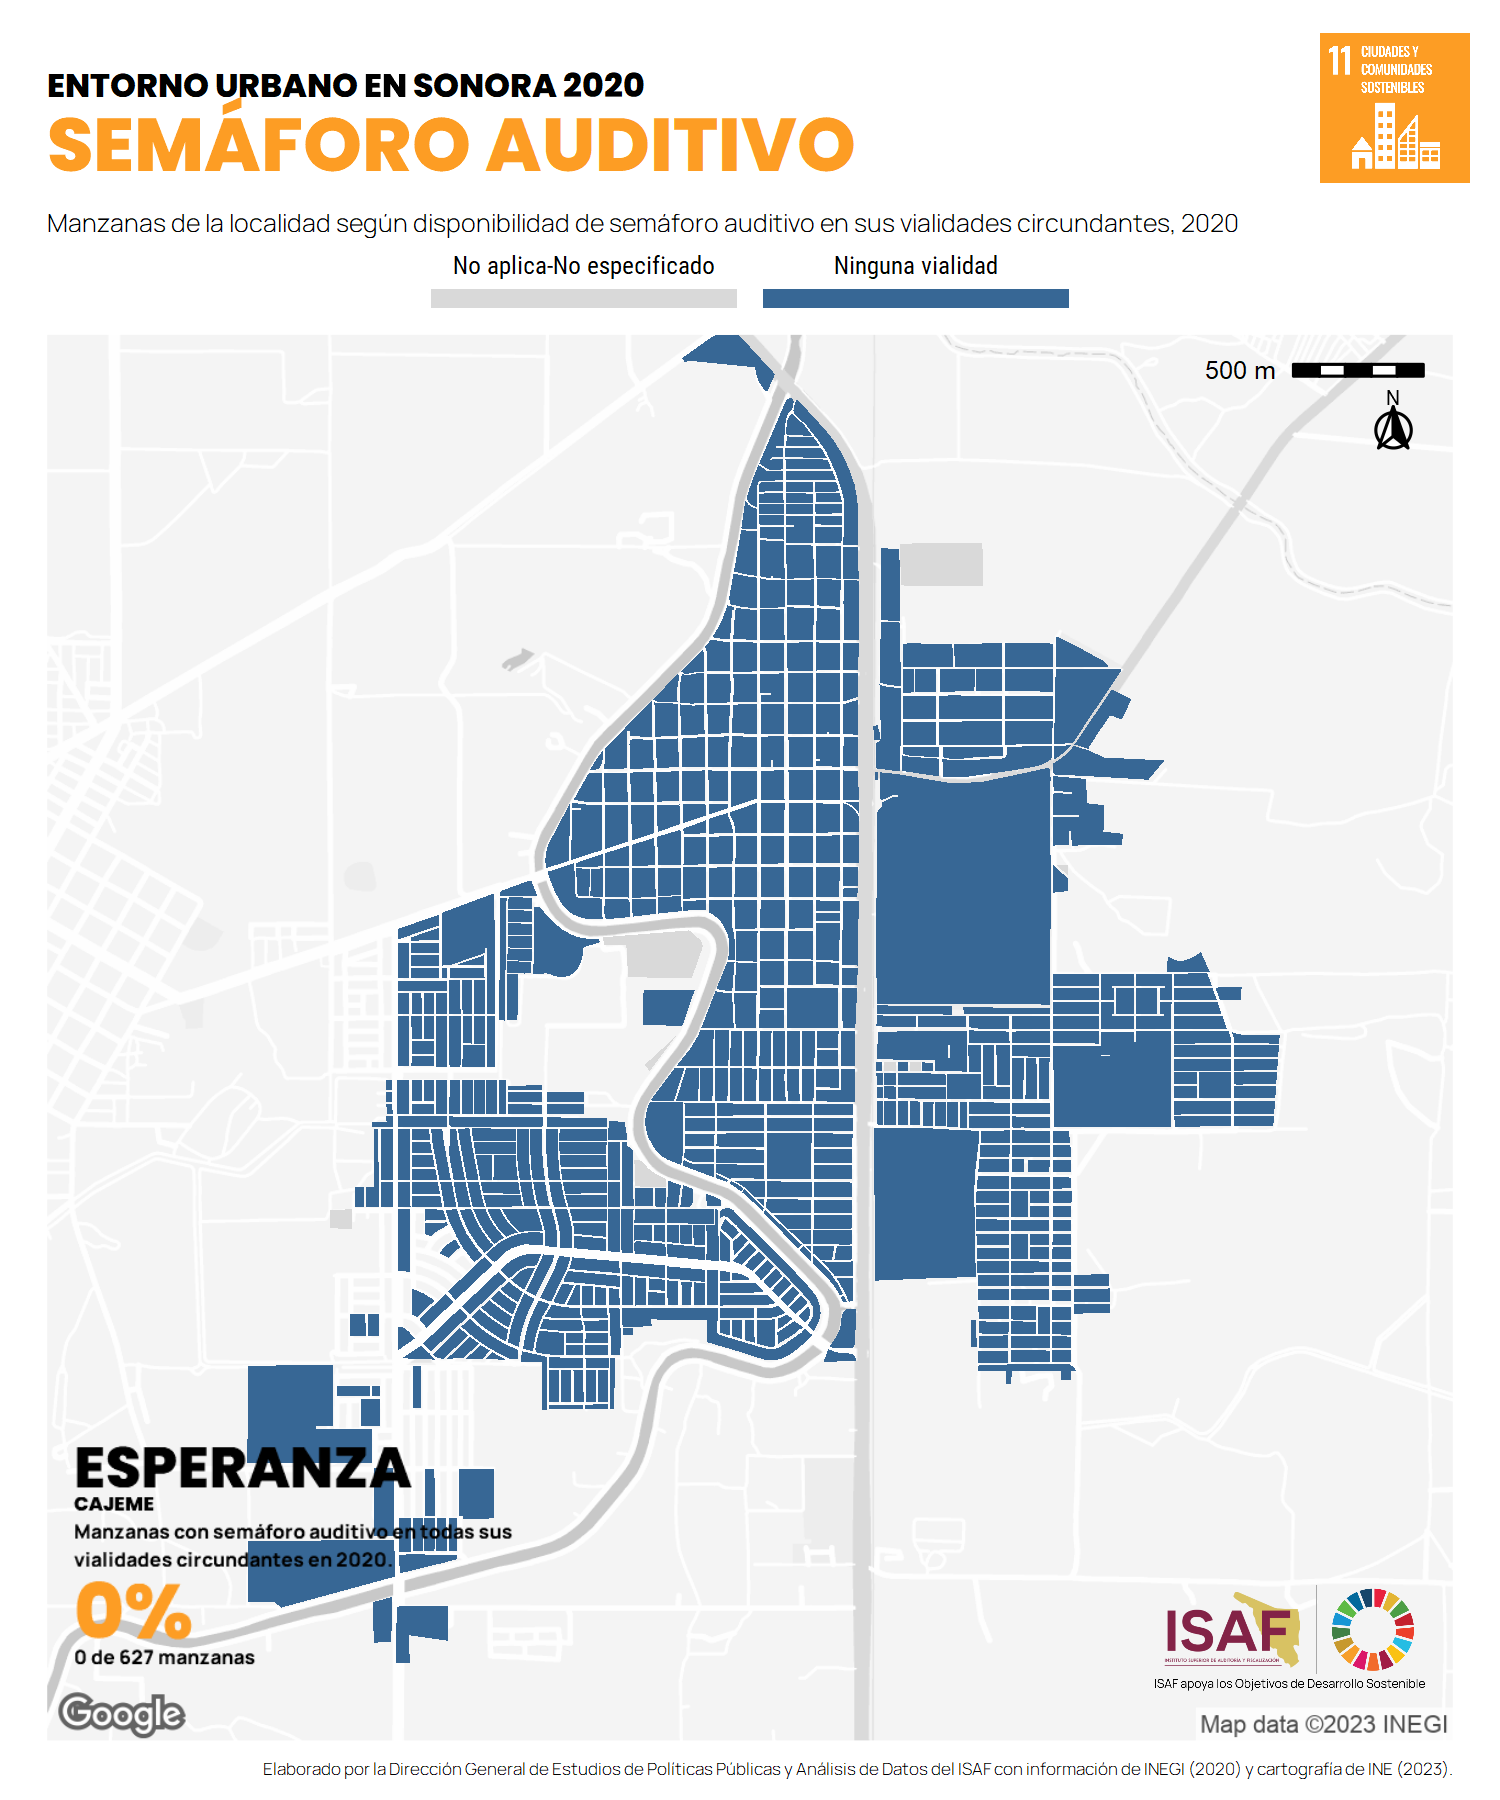 ENTORNO URBANO EN SONORA 2020
SEMÁFORO AUDITIVO
11 CIUDADES Y
COMUNIDADES
SOSTENIBLES
Manzanas de la localidad según disponibilidad de semáforo auditivo en sus vialidades circundantes, 2020
No aplica-No especificado Ninguna vialidad
500 m
N
ESPERANZA
CAJEME
Manzanas con semáforo auditivo en todas sus
vialidades circundantes en 2020.
0%
0 de 627 manzanas
ISAF
INSTITUTO SUPERIOR DE AUDITORÍA Y FISCALIZACIÓN
ISAF apoya los Objetivos de Desarrollo Sostenible
Google
Map data ©2023 INEGI
Elaborado por la Dirección General de Estudios de Políticas Públicas y Análisis de Datos del ISAF con información de INEGI (2020) y cartografía de INE (2023).